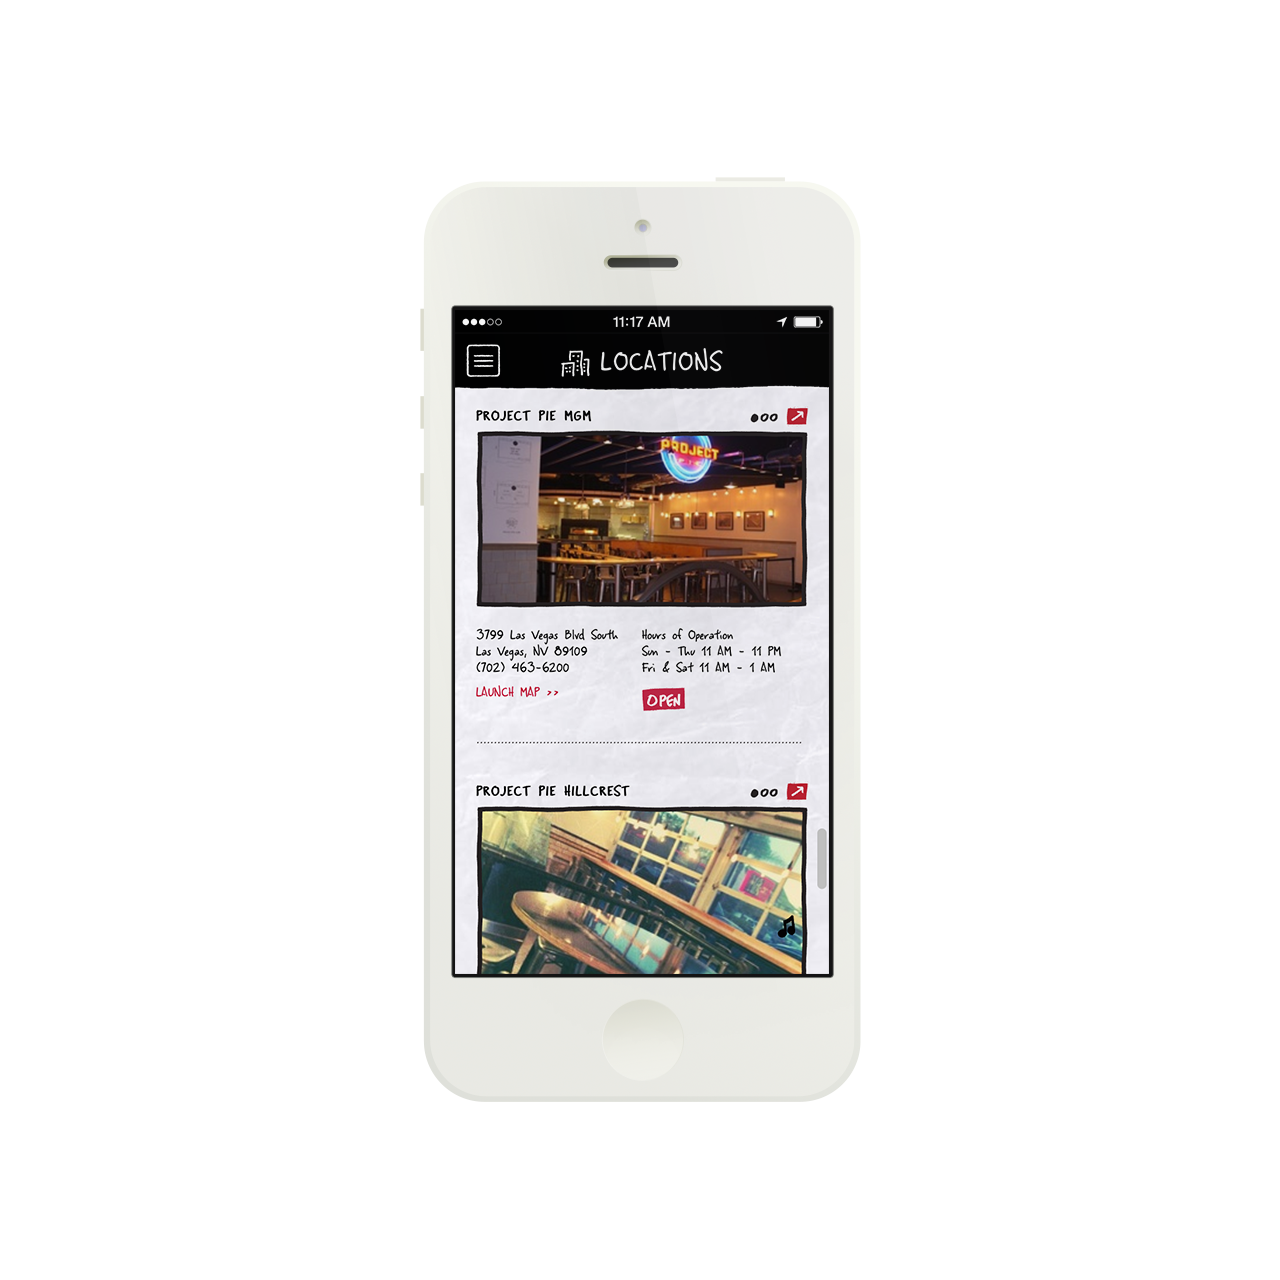 11:17 AM
LOCATIONS
PROJECT PIE MGM
PROJECT
3799 Las Vegas Blvd South
Las Vegas, NV 89109
(702) 463-6200
LAUNCH MAP >>
Hours of Operation
Sun - Thu 11 AM - 11 PM
Fri & Sat 11 AM - 1 AM
OPEN
PROJECT PIE HILLCREST